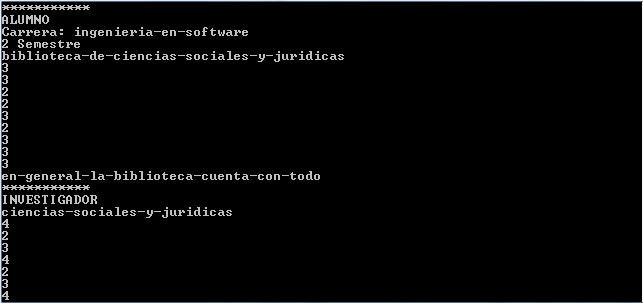 ***********
ALUMNO
Carrera: ingenieria-en-software
2 Semestre
biblioteca-de-ciencias-sociales-y-juridicas
3
3
2
2
3
2
3
3
3
en-general-la-biblioteca-cuenta-con-todo
***********
INVESTIGADOR
ciencias-sociales-y-juridicas
4
2
3
4
2
3
4